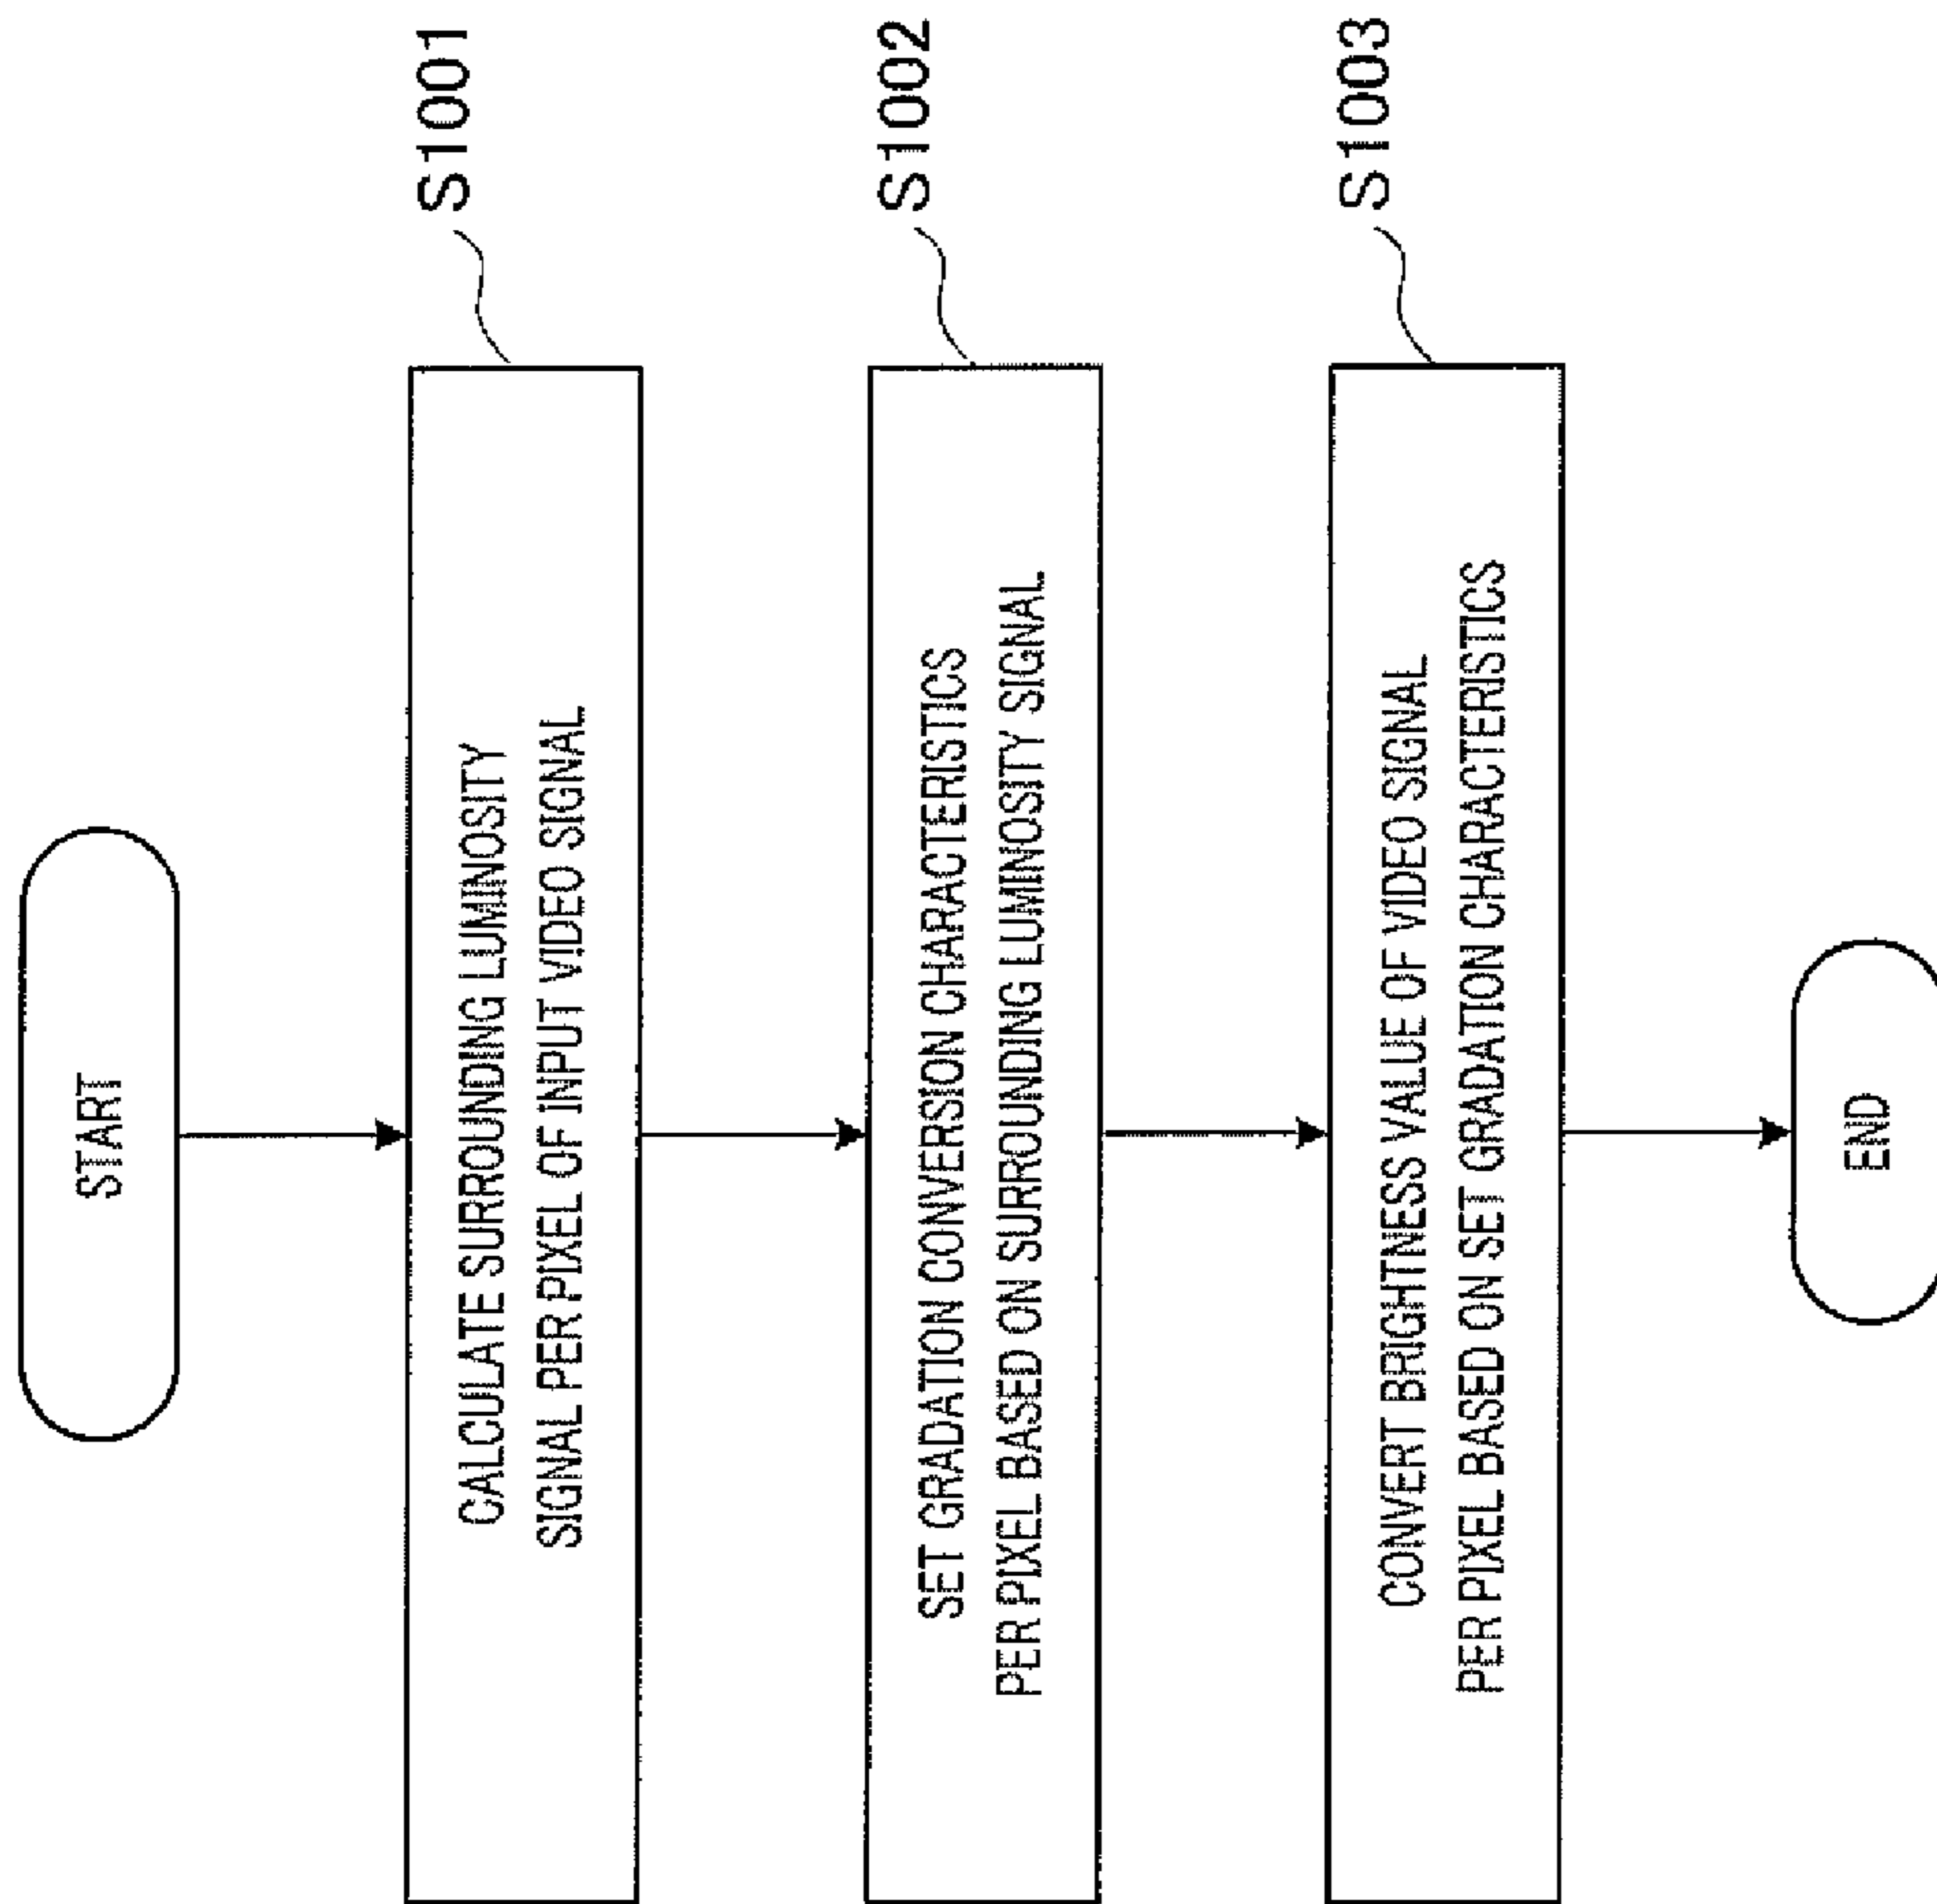 START
S1001
CALCULATE SURROUNDING LUMINOSITY
SIGNAL PER PIXEL OF INPUT VIDEO SIGNAL
S1002
SET GRADATION CONVERSION CHARACTERISTICS
PER PIXEL BASED ON SURROUNDING LUMINOSITY SIGNAL
S1003
CONVERT BRIGHTNESS VALUE OF VIDEO SIGNAL
PER PIXEL BASED ON SET GRADATION CHARACTERISTICS
END